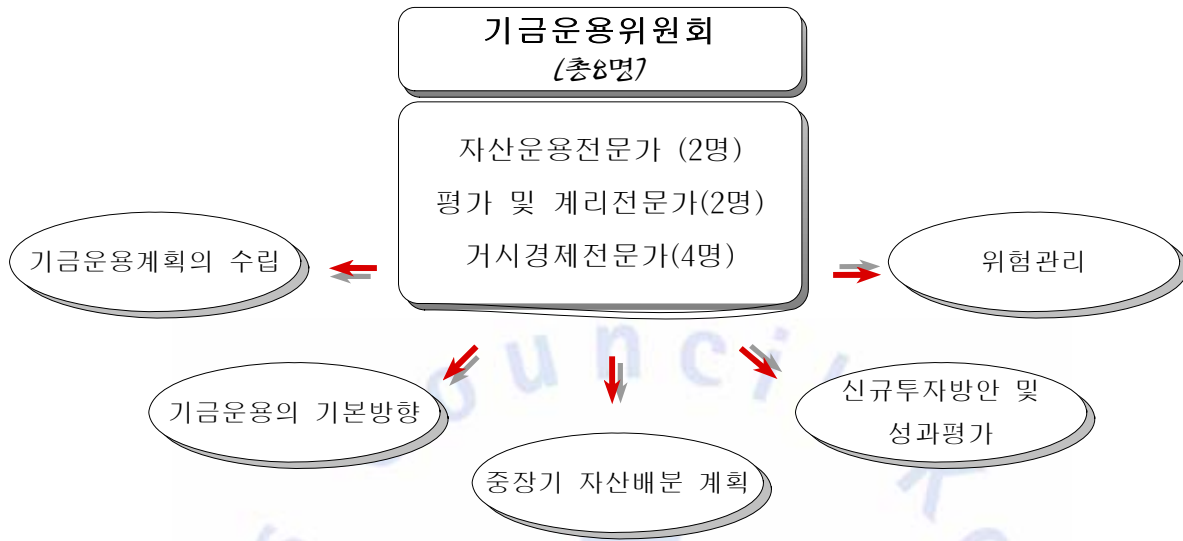 기금운용위원회
(총8명)
자산운용전문가 (2명)
평가 및 계리전문가(2명)
거시경제전문가(4명)
기금운용계획의 수립
위험관리
기금운용의 기본방향
신규투자방안 및
성과평가
중장기 자산배분 계획
ouncil